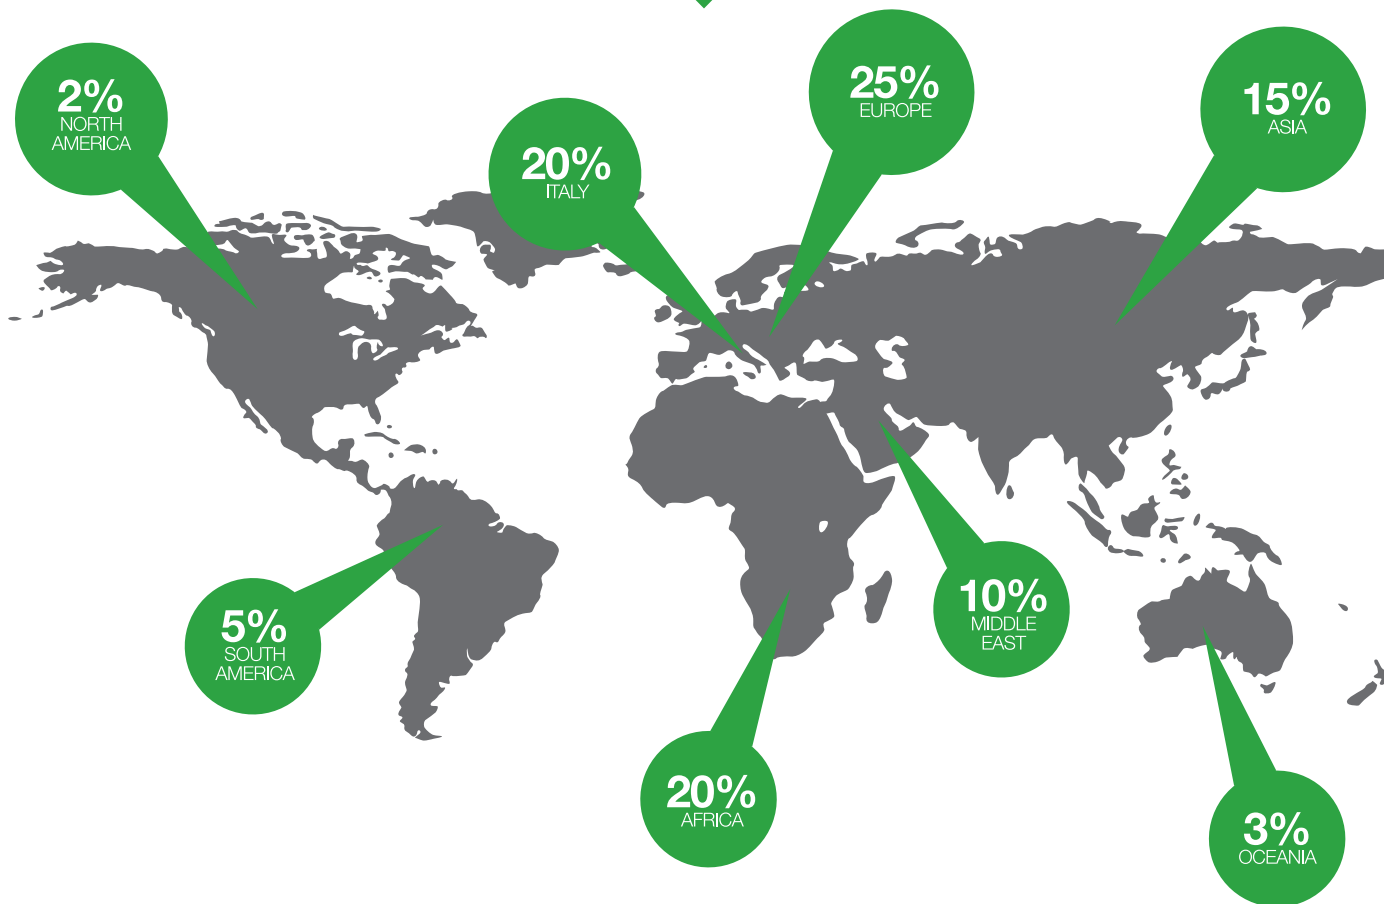 2%
NORTH
AMERICA
20%
ITALY
25%
EUROPE
15%
ASIA
5%
SOUTH
AMERICA
20%
AFRICA
10%
MIDDLE
EAST
3%
OCEANIA